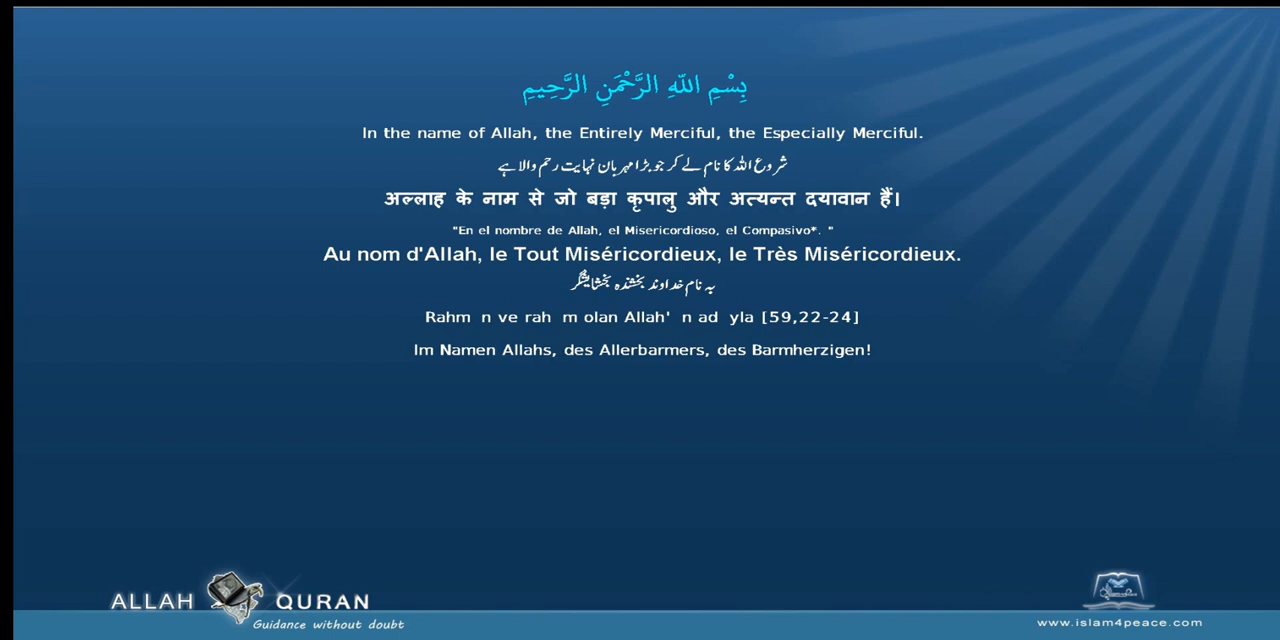 بِسْمِ اللّٰهِ الرَّحْمَنِ الرَّحِيمِ
In the name of Allah, the Entirely Merciful, the Especially Merciful.
شروع اللہ کا نام لے کر جو بڑا مہربان نہایت رحم والا ہے
अल्लाह के नाम से जो बड़ा कृपालु और अत्यन्त दयावान हैं।
"En el nombre de Allah, el Misericordioso, el Compasivo*. "
Au nom d'Allah, le Tout Miséricordieux, le Très Miséricordieux.
به نام خداوند بخشنده بخشایشگر
Rahm n ve rah m olan Allah' n ad yla [59,22-24]
Im Namen Allahs, des Allerbarmers, des Barmherzigen!
ALLAH QURAN
Guidance without doubt
www.islam4peace.com